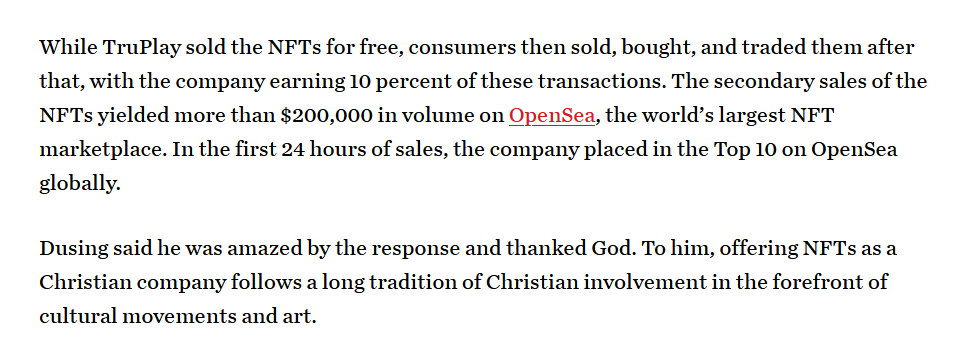 While TruPlay sold the NFTs for free, consumers then sold, bought, and traded them after
that, with the company earning 10 percent of these transactions. The secondary sales of the
NFTs yielded more than $200,000 in volume on OpenSea, the world’s largest NFT
marketplace. In the first 24 hours of sales, the company placed in the Top 10 on OpenSea
globally.
Dusing said he was amazed by the response and thanked God. To him, offering NFTs as a
Christian company follows a long tradition of Christian involvement in the forefront of
cultural movements and art.